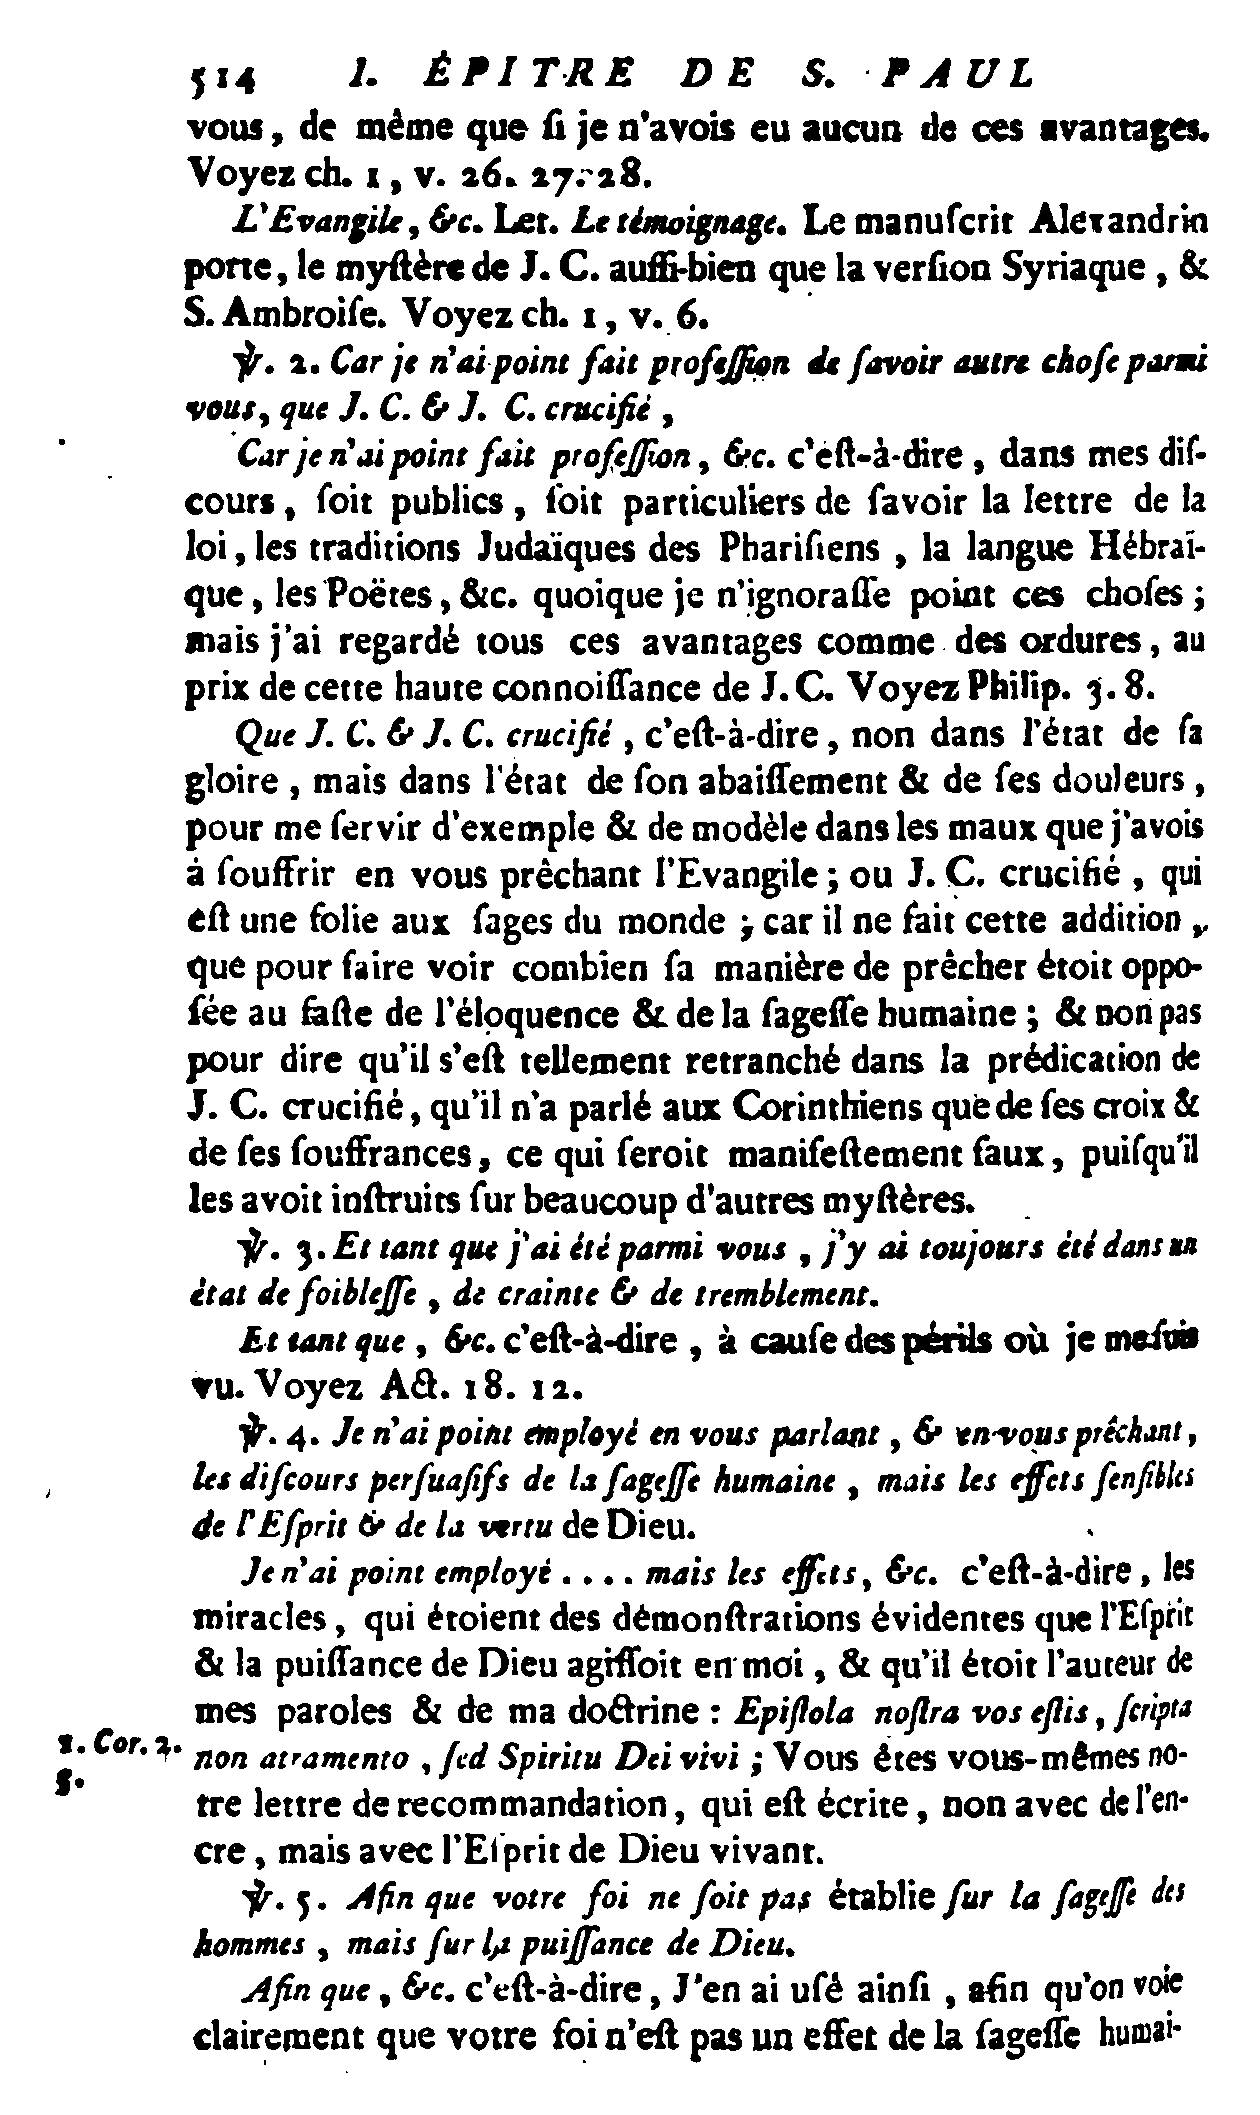 514 I. ÉPITRE DE S. PAUL
vous, de même que ſi je n'avois eu aucun de ces avantages.
Voyez ch. 1, v. 26. 27. 28.
L'Evangile, &c. Let. Le témoignage. Le manuſcrit Alexandrin
porte, le myſtère de J. C. auſſi-bien que la verſion Syriaque, &
S. Ambroiſe. Voyez ch. 1, v. 6.
℣. 2. Car je n'ai point fait profeſſion de ſavoir autre choſe parmi
vous, que J. C. & J. C. crucifié,
Car je n'ai point fait profeſſion, &c. c'eſt-à-dire, dans mes diſ-
cours, ſoit publics, ſoit particuliers de ſavoir la lettre de la
loi, les traditions Judaïques des Phariſiens, la langue Hébraï-
que, les Poëtes, &c. quoique je n'ignoraſſe point ces choſes;
mais j'ai regardé tous ces avantages comme des ordures, au
prix de cette haute connoiſſance de J. C. Voyez Philip. 3. 8.
Que J. C. & J. C. crucifié, c'eſt-à-dire, non dans l'état de ſa
gloire, mais dans l'état de ſon abaiſſement & de ſes douleurs,
pour me ſervir d'exemple & de modèle dans les maux que j'avois
à ſouffrir en vous prêchant l'Evangile; ou J. C. crucifié, qui
eſt une folie aux ſages du monde; car il ne fait cette addition,
que pour faire voir combien ſa manière de prêcher étoit oppo-
ſée au faſte de l'éloquence & de la ſageſſe humaine; & non pas
pour dire qu'il s'eſt tellement retranché dans la prédication de
J. C. crucifié, qu'il n'a parlé aux Corinthiens que de ſes croix &
de ſes ſouffrances, ce qui ſeroit manifeſtement faux, puiſqu'il
les avoit inſtruits ſur beaucoup d'autres myſtères.
℣. 3. Et tant que j'ai été parmi vous, j'y ai toujours été dans un
état de foibleſſe, de crainte & de tremblement.
Et tant que, &c. c'eſt-à-dire, à cauſe des périls où je me ſuis
vu. Voyez Act. 18. 12.
℣. 4. Je n'ai point employé en vous parlant, & en vous prêchant,
les diſcours perſuaſifs de la ſageſſe humaine, mais les effets ſenſibles
de l'Eſprit & de la vertu de Dieu.
Je n'ai point employé.... mais les effets, &c. c'eſt-à-dire, les
miracles, qui étoient des démonſtrations évidentes que l'Eſprit
& la puiſſance de Dieu agiſſoit en moi, & qu'il étoit l'auteur de
mes paroles & de ma doctrine: Epiſtola noſtra vos eſtis, ſcripta
1. Cor. 2. non atramento, ſed Spiritu Dei vivi; Vous êtes vous-mêmes no-
5. tre lettre de recommandation, qui eſt écrite, non avec de l'en-
cre, mais avec l'Eſprit de Dieu vivant.
℣. 5. Afin que votre foi ne ſoit pas établie ſur la ſageſſe des
hommes, mais ſur la puiſſance de Dieu.
Afin que, &c. c'eſt-à-dire, J'en ai uſé ainſi, afin qu'on voie
clairement que votre foi n'eſt pas un effet de la ſageſſe humai-